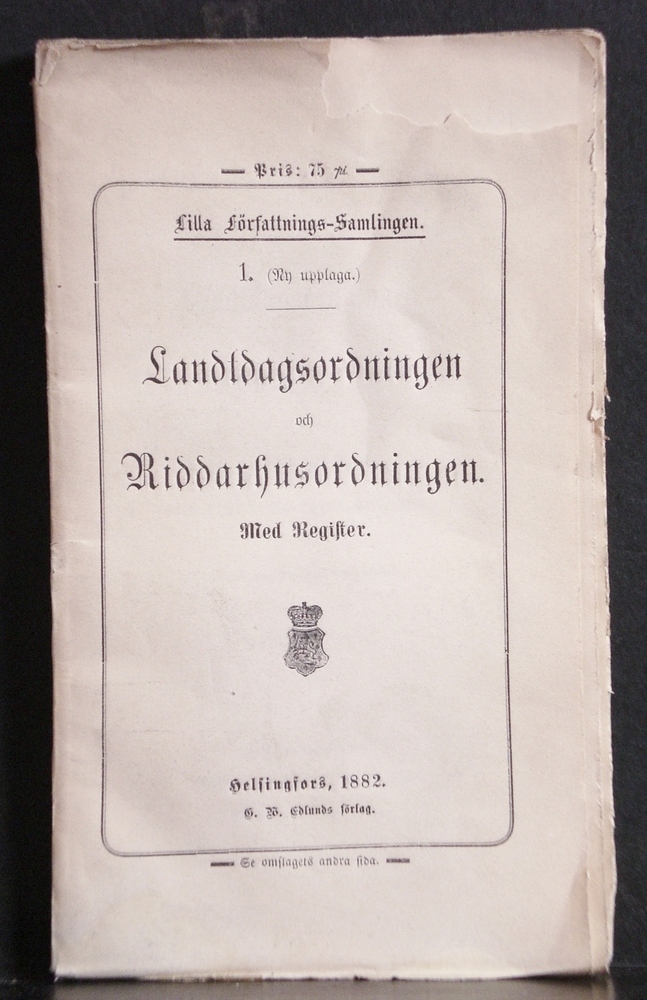 Pris: 75 pi.
Lilla Författnings-Samlingen.
1. (Ny upplaga.)
Landtdagsordningen
och
Riddarhusordningen.
Med Register.
Helsingfors, 1882.
G. W. Edlunds förlag.
Se omslagets andra sida.